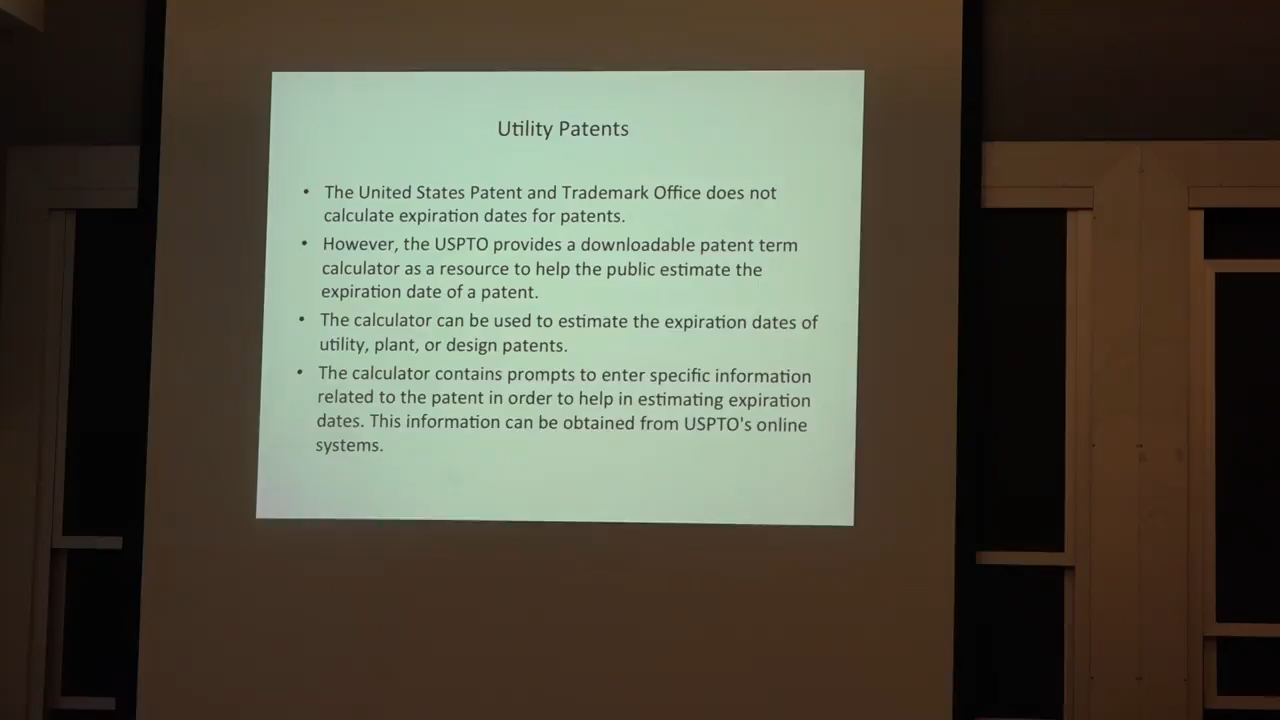 Utility Patents
• The United States Patent and Trademark Office does not
calculate expiration dates for patents.
• However, the USPTO provides a downloadable patent term
calculator as a resource to help the public estimate the
expiration date of a patent.
• The calculator can be used to estimate the expiration dates of
utility, plant, or design patents.
• The calculator contains prompts to enter specific information
related to the patent in order to help in estimating expiration
dates. This information can be obtained from USPTO's online
systems.